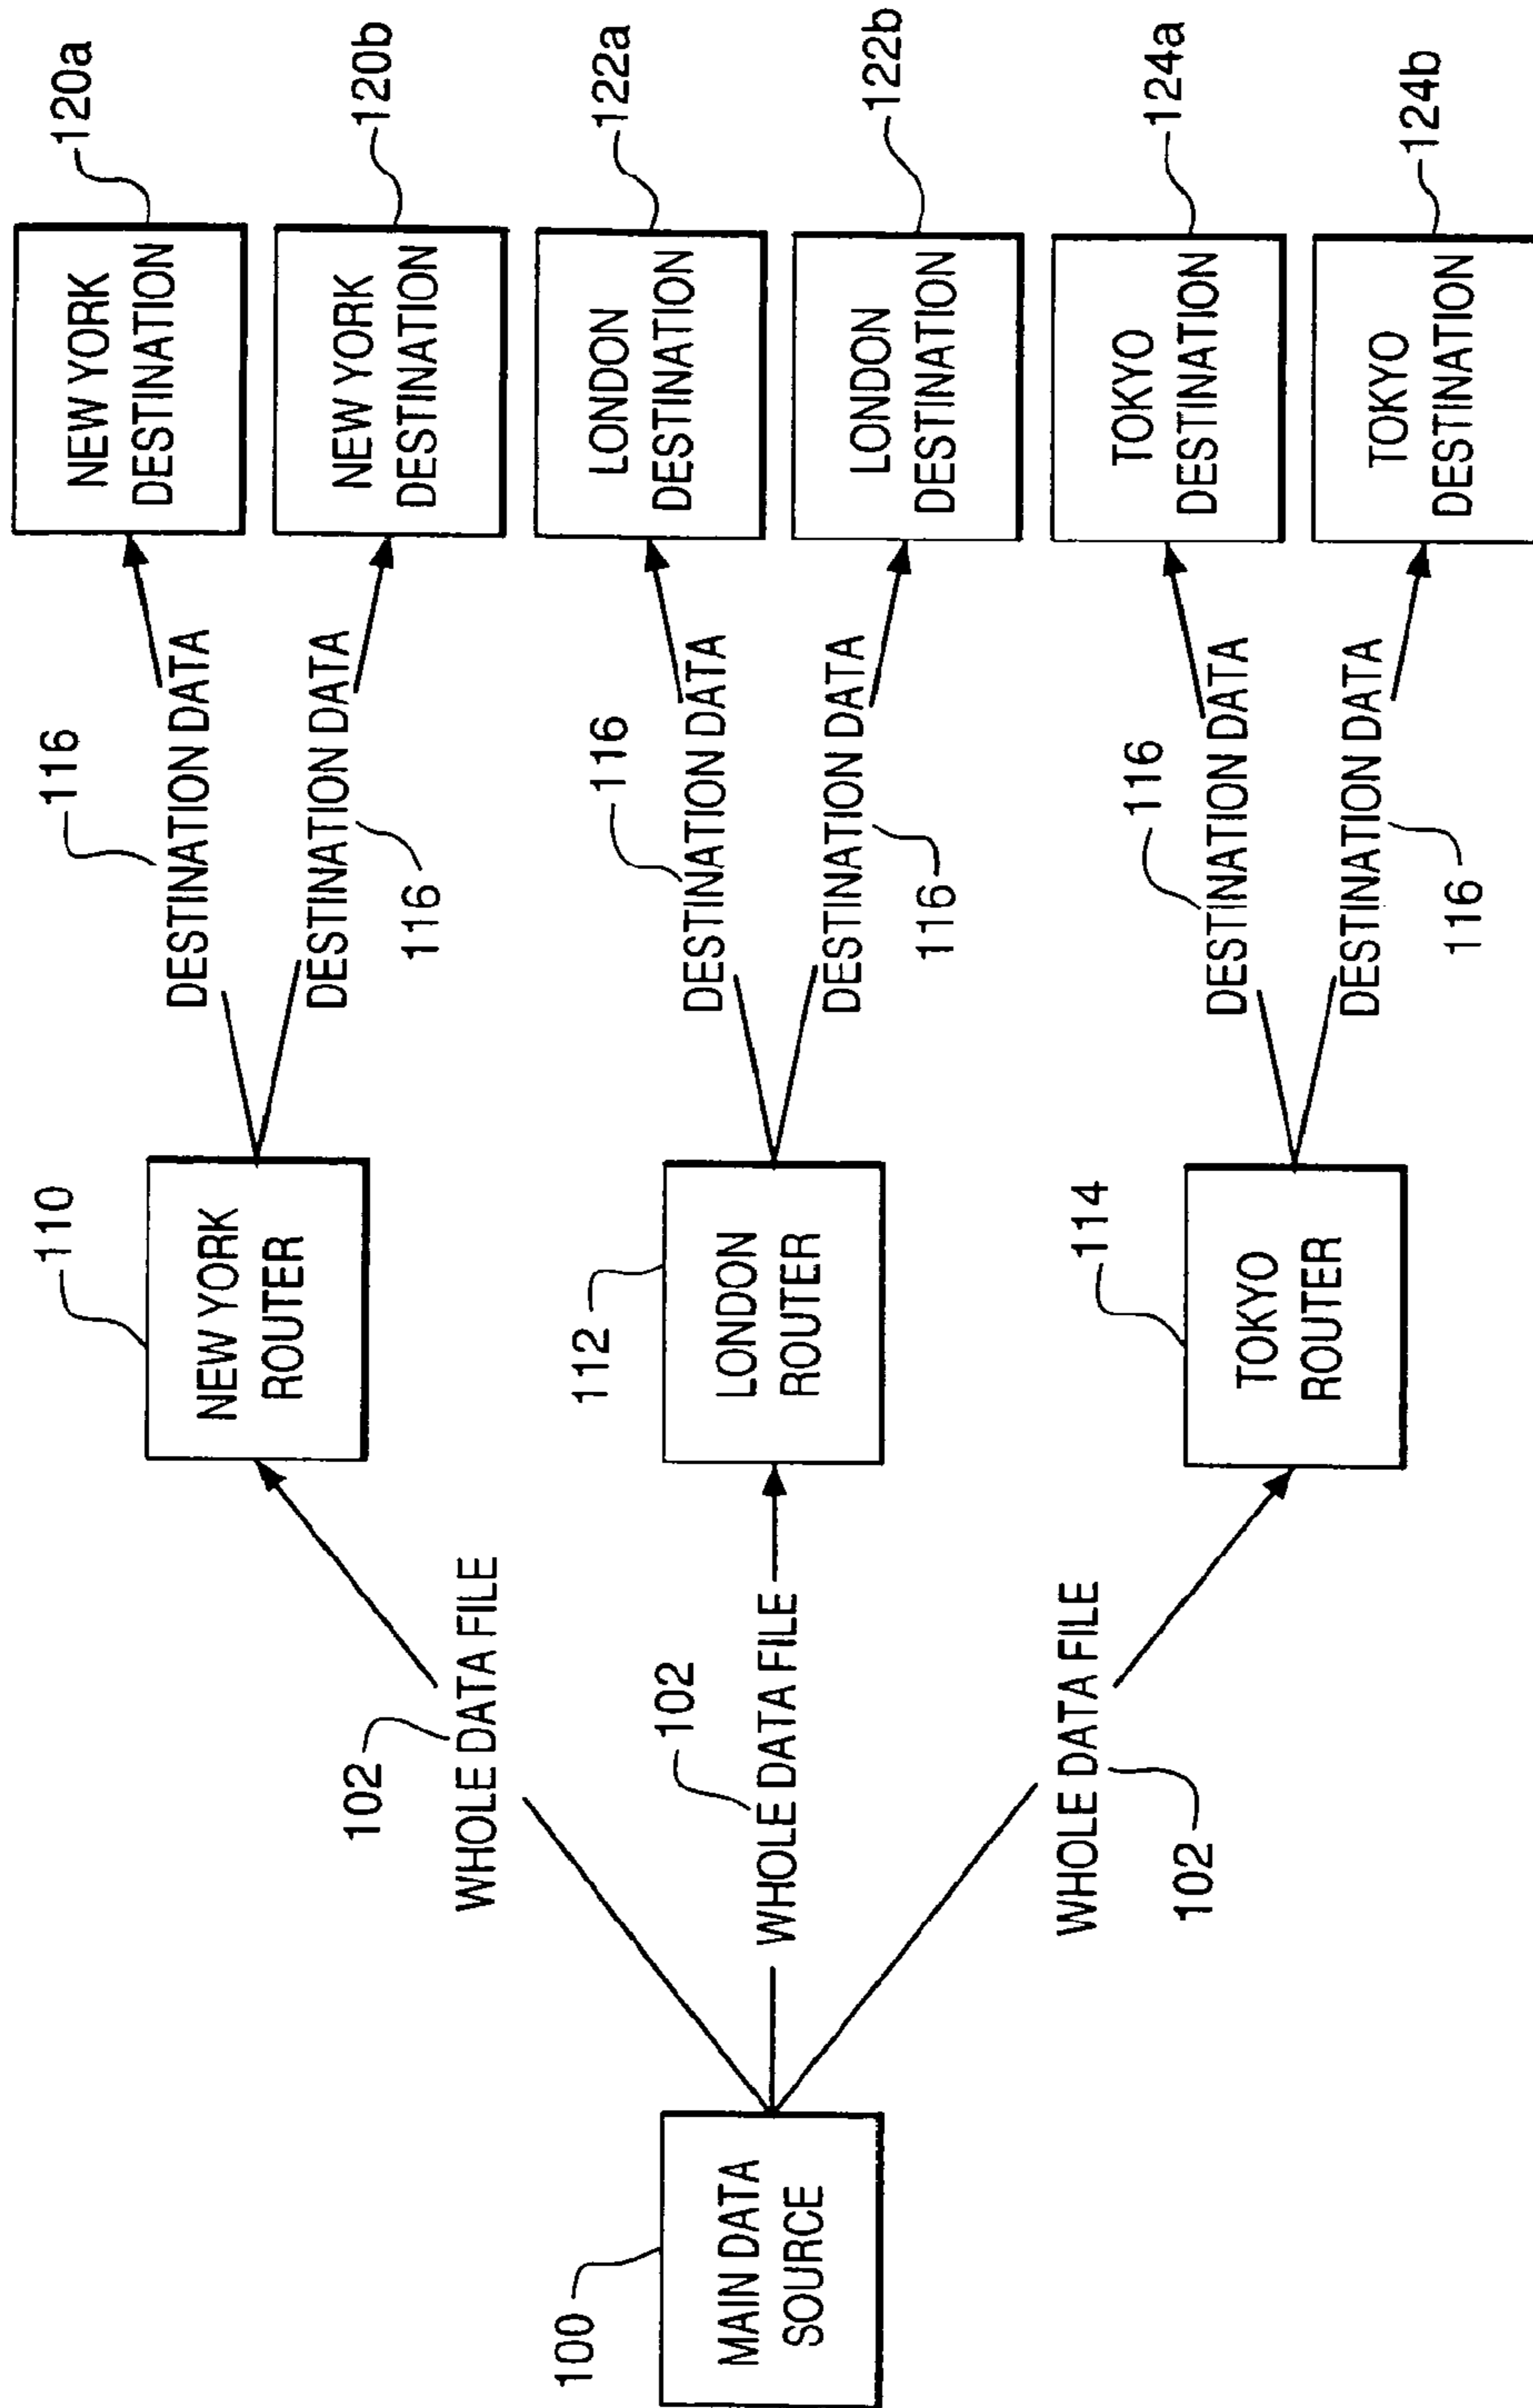 100
MAIN DATA
SOURCE
102
WHOLE DATA FILE
102
WHOLE DATA FILE
WHOLE DATA FILE
102
110
NEW YORK
ROUTER
112
LONDON
ROUTER
114
TOKYO
ROUTER
116
DESTINATION DATA
DESTINATION DATA
116
116
DESTINATION DATA
DESTINATION DATA
116
116
DESTINATION DATA
DESTINATION DATA
116
120a
NEW YORK
DESTINATION
120b
NEW YORK
DESTINATION
122a
LONDON
DESTINATION
122b
LONDON
DESTINATION
124a
TOKYO
DESTINATION
124b
TOKYO
DESTINATION